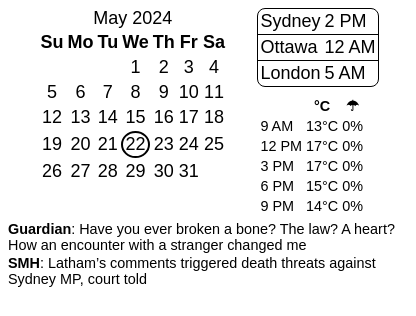 May 2024
Su Mo Tu We Th Fr Sa
1 2 3 4
5 6 7 8 9 10 11
12 13 14 15 16 17 18
19 20 21 22 23 24 25
26 27 28 29 30 31
Sydney 2 PM
Ottawa 12 AM
London 5 AM
°C ☂
9 AM 13°C 0%
12 PM 17°C 0%
3 PM 17°C 0%
6 PM 15°C 0%
9 PM 14°C 0%
Guardian: Have you ever broken a bone? The law? A heart?
How an encounter with a stranger changed me
SMH: Latham’s comments triggered death threats against
Sydney MP, court told